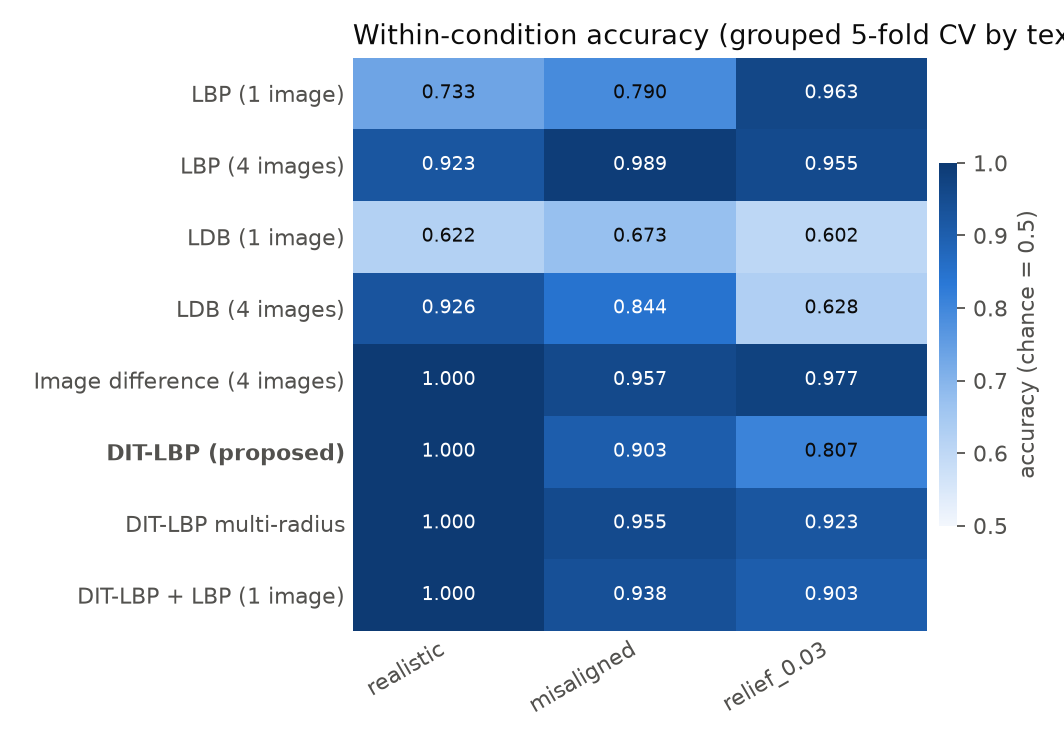 Within-condition accuracy (grouped 5-fold CV by tex
LBP (1 image) 0.733 0.790 0.963
LBP (4 images) 0.923 0.989 0.955
LDB (1 image) 0.622 0.673 0.602
LDB (4 images) 0.926 0.844 0.628
Image difference (4 images) 1.000 0.957 0.977
DIT-LBP (proposed) 1.000 0.903 0.807
DIT-LBP multi-radius 1.000 0.955 0.923
DIT-LBP + LBP (1 image) 1.000 0.938 0.903
realistic misaligned relief_0.03
1.0
0.9
0.8
0.7
0.6
0.5
accuracy (chance = 0.5)